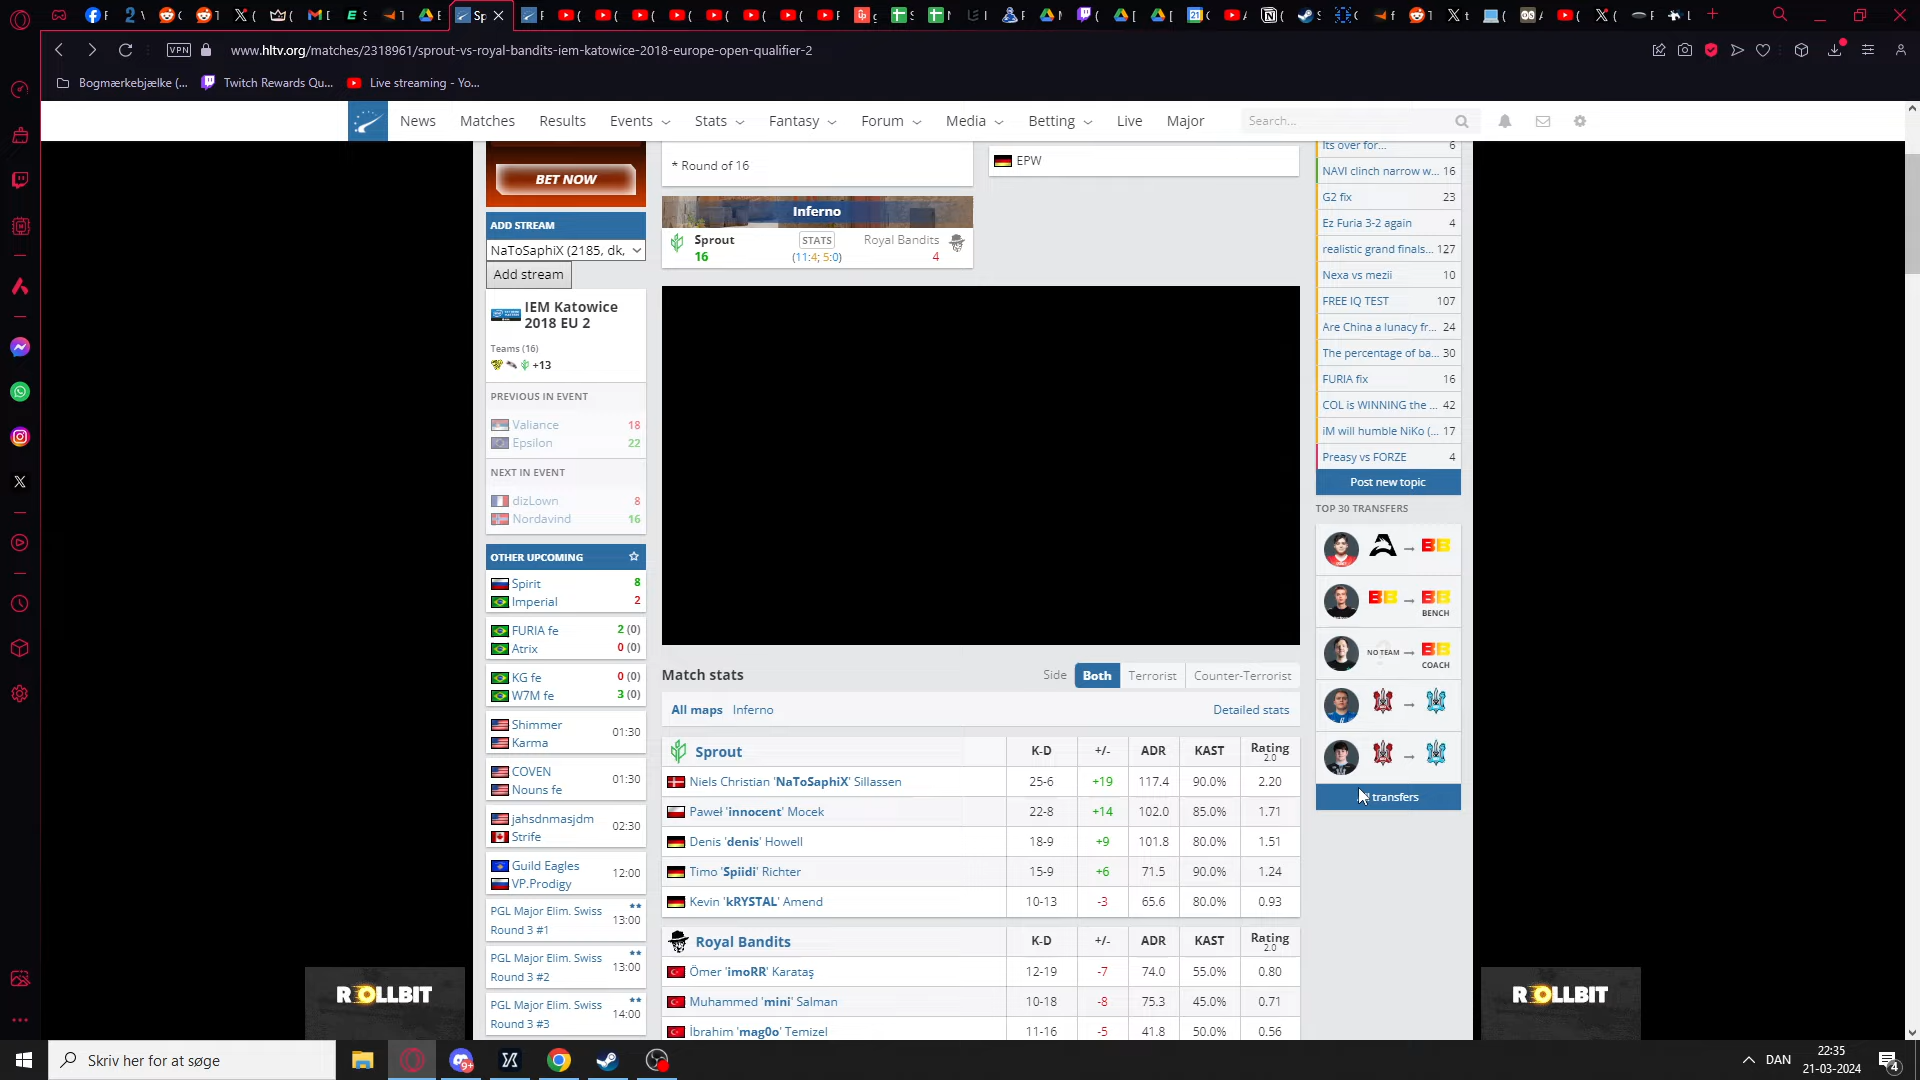 www.hltv.org/matches/2318961/sprout-vs-royal-bandits-iem-katowice-2018-europe-open-qualifier-2
VPN
Bogmærkebjælke (...
Twitch Rewards Qu...
Live streaming - Yo...
News
Matches
Results
Events
Stats
Fantasy
Forum
Media
Betting
Live
Major
Search...
BET NOW
ADD STREAM
NaToSaphiX (2185, dk,
Add stream
IEM Katowice
2018 EU 2
Teams (16)
+13
PREVIOUS IN EVENT
Valiance 18
Epsilon 22
NEXT IN EVENT
dizLown 8
Nordavind 16
OTHER UPCOMING
Spirit 8
Imperial 2
FURIA fe 2 (0)
Atrix 0 (0)
KG fe 0 (0)
W7M fe 3 (0)
Shimmer
Karma
01:30
COVEN
Nouns fe
01:30
jahsdnmasjdm
Strife
02:30
Guild Eagles
VP.Prodigy
12:00
PGL Major Elim. Swiss
Round 3 #1
13:00
PGL Major Elim. Swiss
Round 3 #2
13:00
PGL Major Elim. Swiss
Round 3 #3
14:00
* Round of 16
EPW
Inferno
Sprout STATS Royal Bandits
16 (11:4; 5:0) 4
Match stats
Side Both Terrorist Counter-Terrorist
All maps Inferno Detailed stats
Sprout K-D +/- ADR KAST Rating 2.0
Niels Christian 'NaToSaphiX' Sillassen 25-6 +19 117.4 90.0% 2.20
Paweł 'innocent' Mocek 22-8 +14 102.0 85.0% 1.71
Denis 'denis' Howell 18-9 +9 101.8 80.0% 1.51
Timo 'Spiidi' Richter 15-9 +6 71.5 90.0% 1.24
Kevin 'kRYSTAL' Amend 10-13 -3 65.6 80.0% 0.93
Royal Bandits K-D +/- ADR KAST Rating 2.0
Ömer 'imoRR' Karataş 12-19 -7 74.0 55.0% 0.80
Muhammed 'mini' Salman 10-18 -8 75.3 45.0% 0.71
İbrahim 'mag0o' Temizel 11-16 -5 41.8 50.0% 0.56
Its over for... 6
NAVI clinch narrow w... 16
G2 fix 23
Ez Furia 3-2 again 4
realistic grand finals... 127
Nexa vs mezii 10
FREE IQ TEST 107
Are China a lunacy fr... 24
The percentage of ba... 30
FURIA fix 16
COL is WINNING the ... 42
iM will humble NiKo (... 17
Preasy vs FORZE 4
Post new topic
TOP 30 TRANSFERS
BB
BB BB
BENCH
NO TEAM BB
COACH
transfers
ROLLBIT
ROLLBIT
Skriv her for at søge
9+
DAN
22:35
21-03-2024
4